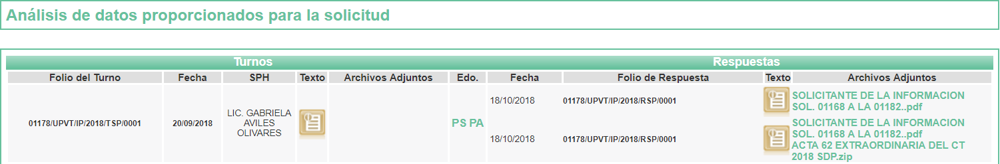 Análisis de datos proporcionados para la solicitud
Turnos Respuestas
Folio del Turno Fecha SPH Texto Archivos Adjuntos Edo. Fecha Folio de Respuesta Texto Archivos Adjuntos
01178/UPVT/IP/2018/TSP/0001 20/09/2018
LIC. GABRIELA
AVILES
OLIVARES
PS PA
18/10/2018 01178/UPVT/IP/2018/RSP/0001
SOLICITANTE DE LA INFORMACION
SOL. 01168 A LA 01182..pdf
18/10/2018 01178/UPVT/IP/2018/RSP/0001
SOLICITANTE DE LA INFORMACION
SOL. 01168 A LA 01182..pdf
ACTA 62 EXTRAORDINARIA DEL CT
2018 SDP.zip